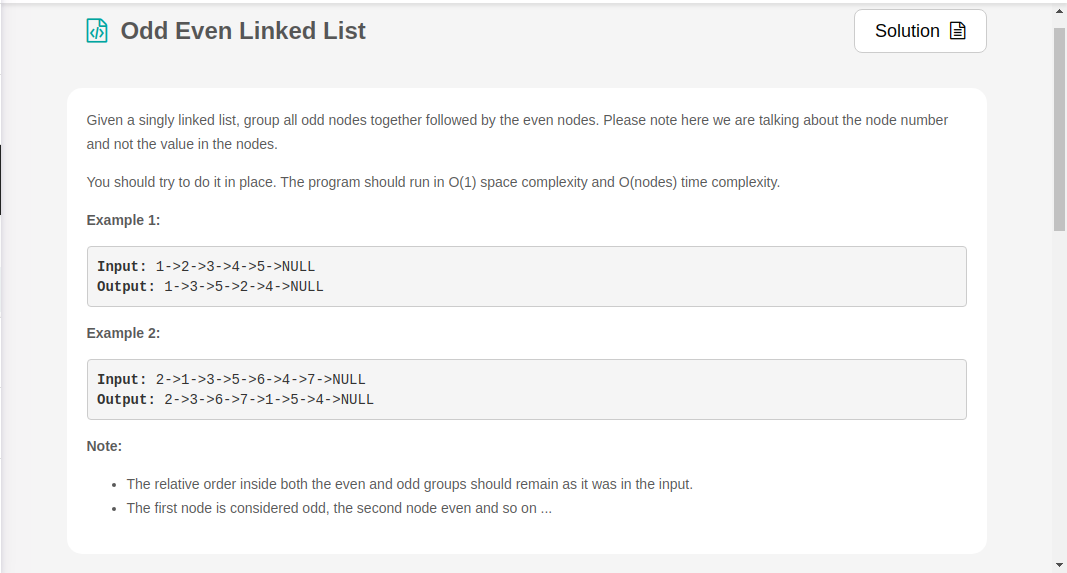 Odd Even Linked List
Solution
Given a singly linked list, group all odd nodes together followed by the even nodes. Please note here we are talking about the node number
and not the value in the nodes.
You should try to do it in place. The program should run in O(1) space complexity and O(nodes) time complexity.
Example 1:
Input: 1->2->3->4->5->NULL
Output: 1->3->5->2->4->NULL
Example 2:
Input: 2->1->3->5->6->4->7->NULL
Output: 2->3->6->7->1->5->4->NULL
Note:
• The relative order inside both the even and odd groups should remain as it was in the input.
• The first node is considered odd, the second node even and so on ...